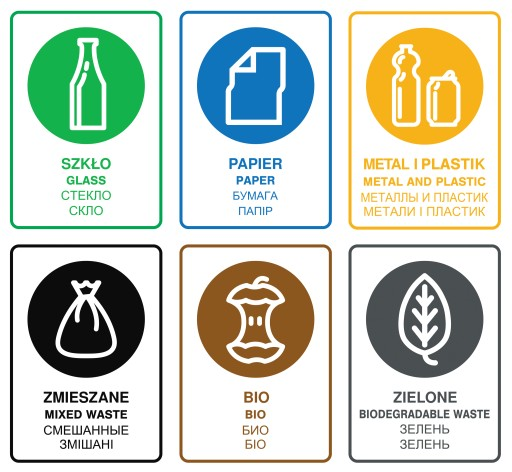 SZKŁO
GLASS
СТЕКЛО
СКЛО
PAPIER
PAPER
БУМАГА
ПАПІР
METAL I PLASTIK
METAL AND PLASTIC
МЕТАЛЛЫ И ПЛАСТИК
МЕТАЛИ І ПЛАСТИК
ZMIESZANE
MIXED WASTE
СМЕШАННЫЕ
ЗМІШАНІ
BIO
BIO
БИО
БІО
ZIELONE
BIODEGRADABLE WASTE
ЗЕЛЕНЬ
ЗЕЛЕНЬ